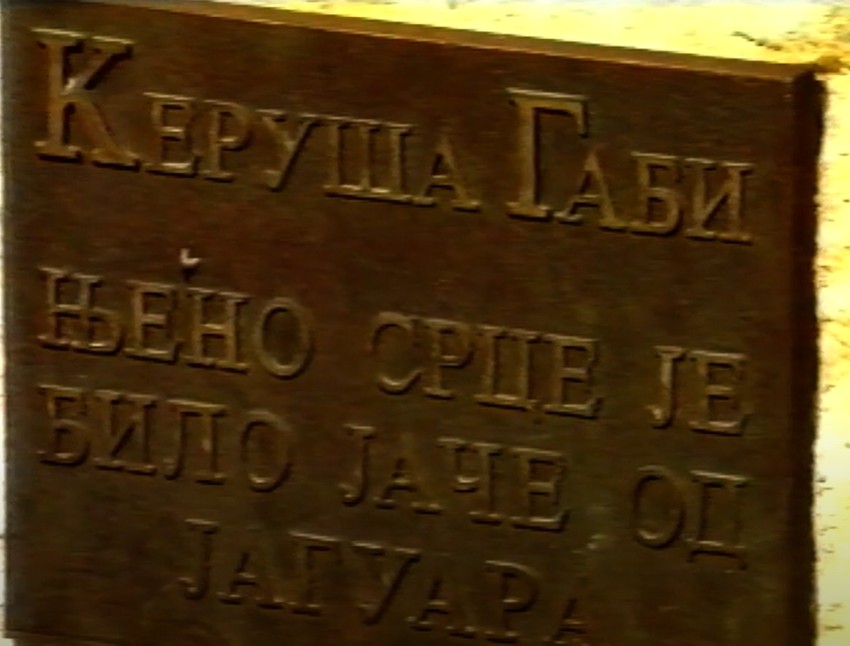 КЕРУША ГАБИ
ЊЕНО СРЦЕ ЈЕ
БИЛО ЈАЧЕ ОД
ЈАГУАРА